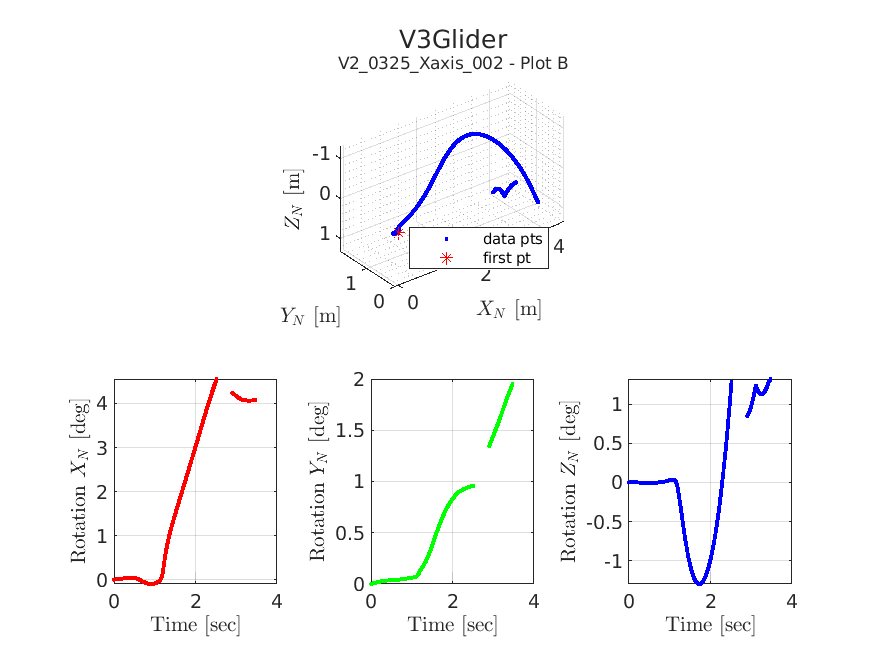 V3Glider
V2_0325_Xaxis_002 - Plot B
-1
0
1
Z_N [m]
data pts
first pt
1
0
0
2
4
Y_N [m]
X_N [m]
4
3
2
1
0
Rotation X_N [deg]
0 2 4
Time [sec]
2
1.5
1
0.5
0
Rotation Y_N [deg]
0 2 4
Time [sec]
1
0.5
0
-0.5
-1
Rotation Z_N [deg]
0 2 4
Time [sec]